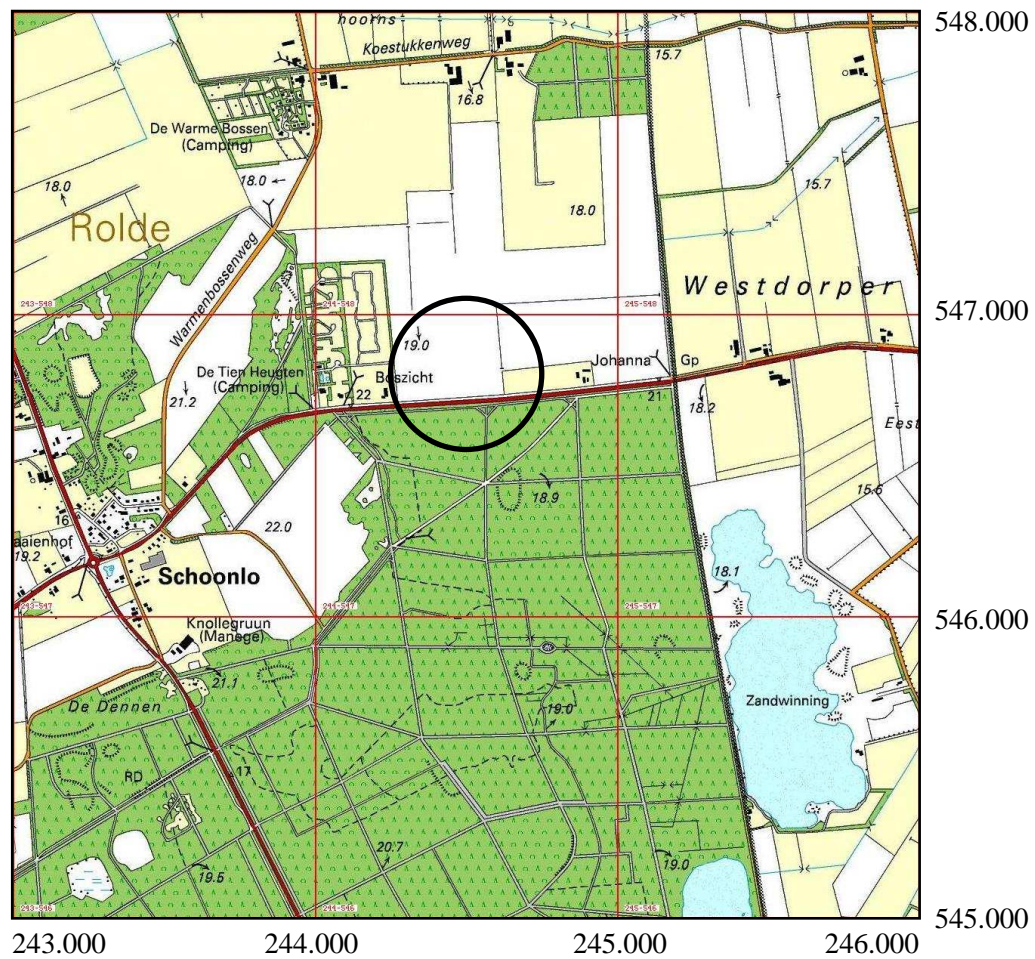 hoorns
548.000
Koestukkenweg
15.7
16.8
De Warme Bossen
(Camping)
18.0
18.0
18.0
15.7
Rolde
Warmenbossenweg
Westdorper
243-548
244-548
245-548
547.000
19.0
De Tien Heugten
(Camping)
Boszicht
Johanna
Gp
21.2
22
21
18.2
Eest
18.9
15.6
16
22.0
aaienhof
19.2
Schoonlo
18.1
243-547
244-547
245-547
546.000
Knollegruun
(Manege)
21.1
De Dennen
19.0
Zandwinning
RD
17
20.7
19.5
19.0
243-546
244-546
245-546
545.000
243.000
244.000
245.000
246.000